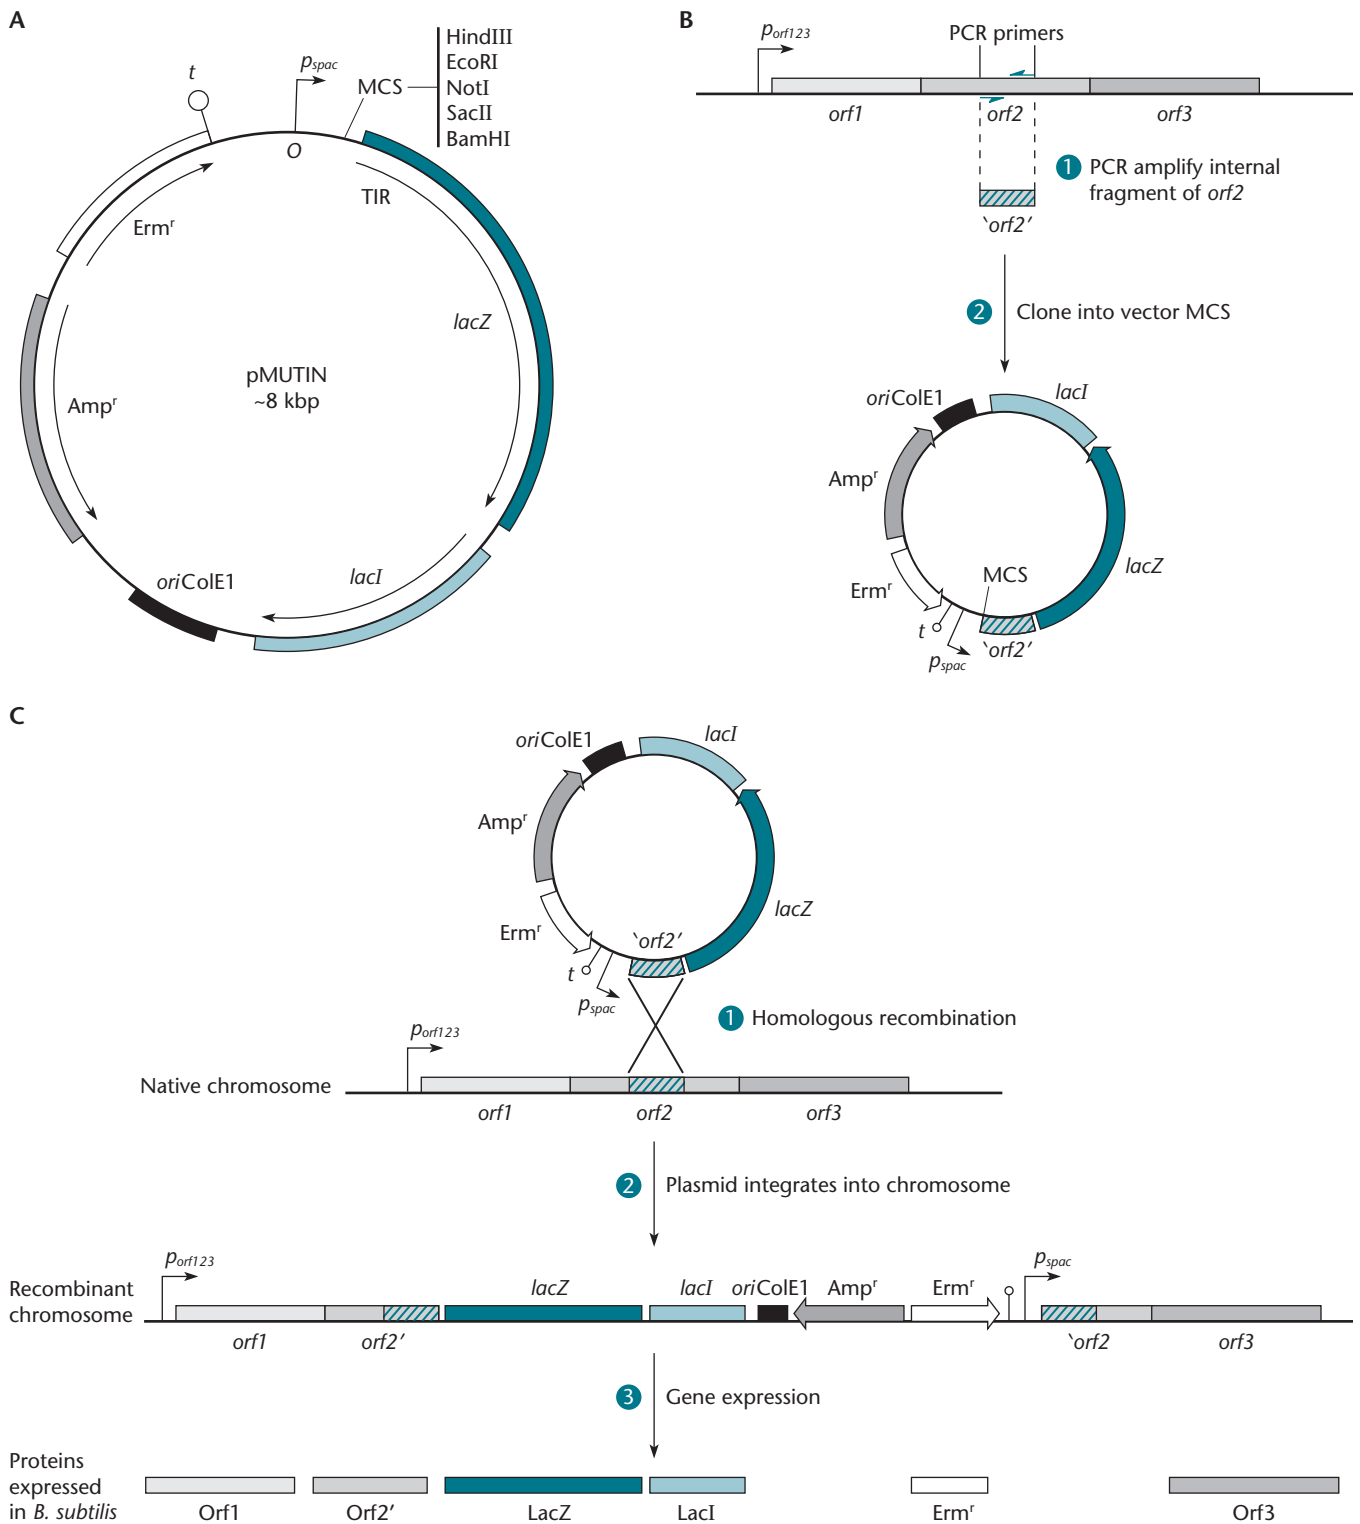 A
HindIII
EcoRI
NotI
SacII
BamHI
t
pspac
MCS
O
TIR
Ermr
lacZ
pMUTIN
~8 kbp
Ampr
lacI
oriColE1
B
porf123
PCR primers
orf1
orf2
orf3
1 PCR amplify internal
fragment of orf2
‵orf2′
2 Clone into vector MCS
oriColE1
lacI
Ampr
Ermr
MCS
lacZ
t
pspac
‵orf2′
C
oriColE1
lacI
Ampr
lacZ
Ermr
‵orf2′
t
pspac
1 Homologous recombination
porf123
Native chromosome
orf1
orf2
orf3
2 Plasmid integrates into chromosome
porf123
pspac
Recombinant
chromosome
lacZ
lacI
oriColE1
Ampr
Ermr
orf1
orf2′
‵orf2
orf3
3 Gene expression
Proteins
expressed
in B. subtilis
Orf1
Orf2′
LacZ
LacI
Ermr
Orf3